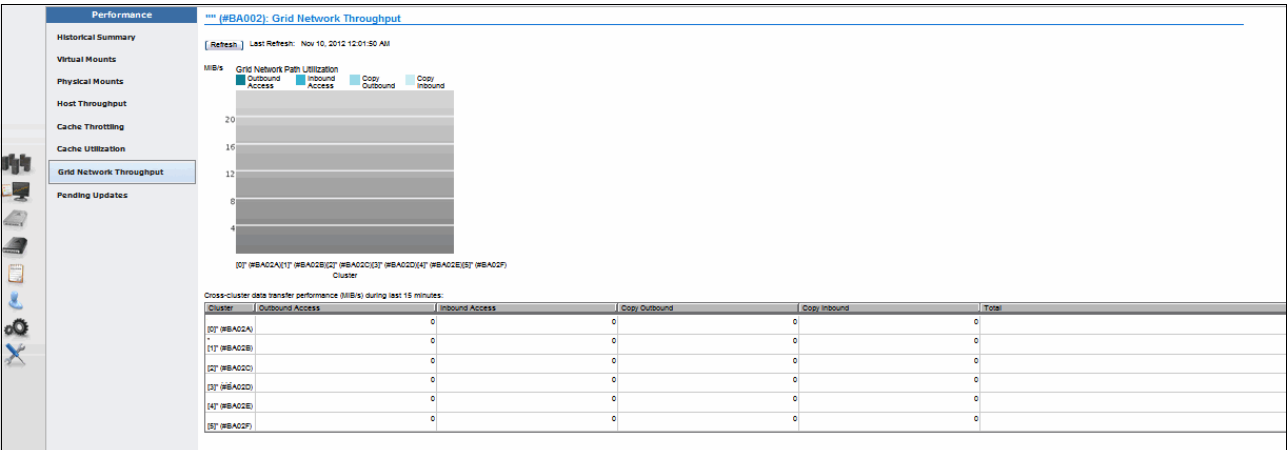 Performance
Historical Summary
Virtual Mounts
Physical Mounts
Host Throughput
Cache Throttling
Cache Utilization
Grid Network Throughput
Pending Updates
"" (#BA002): Grid Network Throughput
[ Refresh ] Last Refresh: Nov 10, 2012 12:01:50 AM
MiB/s Grid Network Path Utilization
Outbound Access Inbound Access Copy Outbound Copy Inbound
20
16
12
8
4
[0]" (#BA02A)[1]" (#BA02B)[2]" (#BA02C)[3]" (#BA02D)[4]" (#BA02E)[5]" (#BA02F)
Cluster
Cross-cluster data transfer performance (MiB/s) during last 15 minutes:
Cluster Outbound Access Inbound Access Copy Outbound Copy Inbound Total
[0]" (#BA02A) 0 0 0 0
[1]" (#BA02B) 0 0 0 0
[2]" (#BA02C) 0 0 0 0
[3]" (#BA02D) 0 0 0 0
[4]" (#BA02E) 0 0 0 0
[5]" (#BA02F) 0 0 0 0